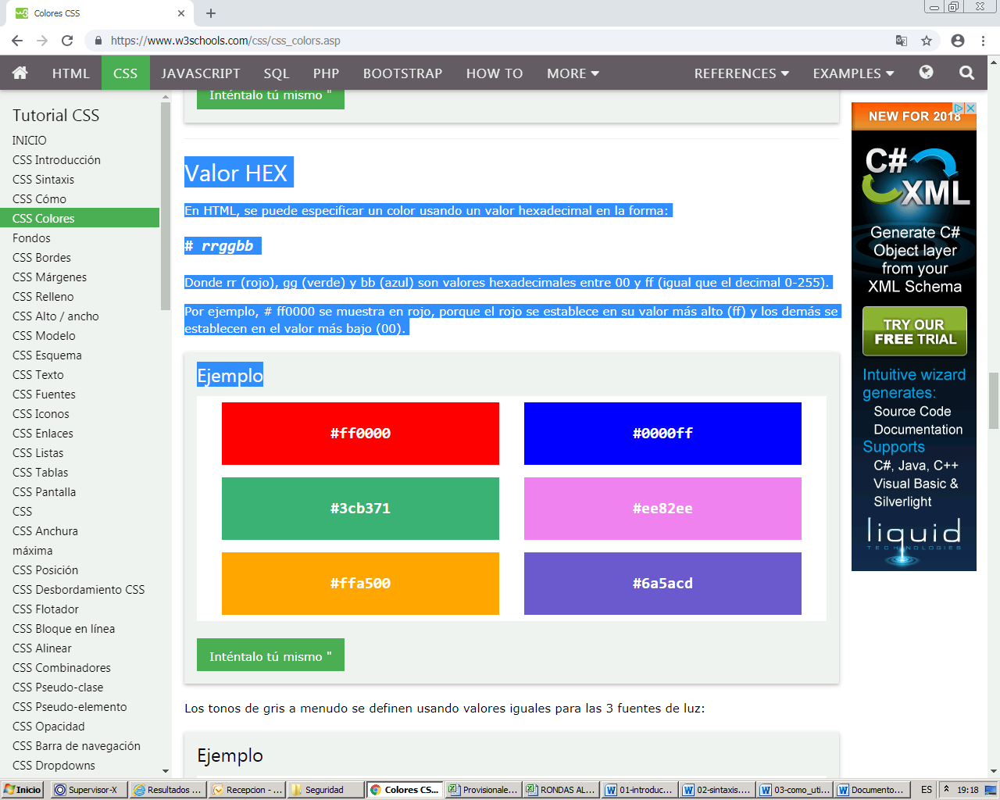 Colores CSS
https://www.w3schools.com/css/css_colors.asp
HTML CSS JAVASCRIPT SQL PHP BOOTSTRAP HOW TO MORE REFERENCES EXAMPLES
Tutorial CSS
INICIO
CSS Introducción
CSS Sintaxis
CSS Cómo
CSS Colores
Fondos
CSS Bordes
CSS Márgenes
CSS Relleno
CSS Alto / ancho
CSS Modelo
CSS Esquema
CSS Texto
CSS Fuentes
CSS Iconos
CSS Enlaces
CSS Listas
CSS Tablas
CSS Pantalla
CSS
CSS Anchura
máxima
CSS Posición
CSS Desbordamiento CSS
CSS Flotador
CSS Bloque en línea
CSS Alinear
CSS Combinadores
CSS Pseudo-clase
CSS Pseudo-elemento
CSS Opacidad
CSS Barra de navegación
CSS Dropdowns
Inténtalo tú mismo "
Valor HEX
En HTML, se puede especificar un color usando un valor hexadecimal en la forma:
# rrggbb
Donde rr (rojo), gg (verde) y bb (azul) son valores hexadecimales entre 00 y ff (igual que el decimal 0-255).
Por ejemplo, # ff0000 se muestra en rojo, porque el rojo se establece en su valor más alto (ff) y los demás se
establecen en el valor más bajo (00).
Ejemplo
#ff0000 #0000ff
#3cb371 #ee82ee
#ffa500 #6a5acd
Inténtalo tú mismo "
Los tonos de gris a menudo se definen usando valores iguales para las 3 fuentes de luz:
Ejemplo
NEW FOR 2018
C#
XML
Generate C#
Object layer
from your
XML Schema
TRY OUR
FREE TRIAL
Intuitive wizard
generates:
Source Code
Documentation
Supports
C#, Java, C++
Visual Basic &
Silverlight
liquid
TECHNOLOGIES
Inicio Supervisor-X Resultados ... Recepcion - ... Seguridad Colores CS... Provisionale... RONDAS AL... 01-introduc... 02-sintaxis.... 03-como_uti... Documento... ES 19:18